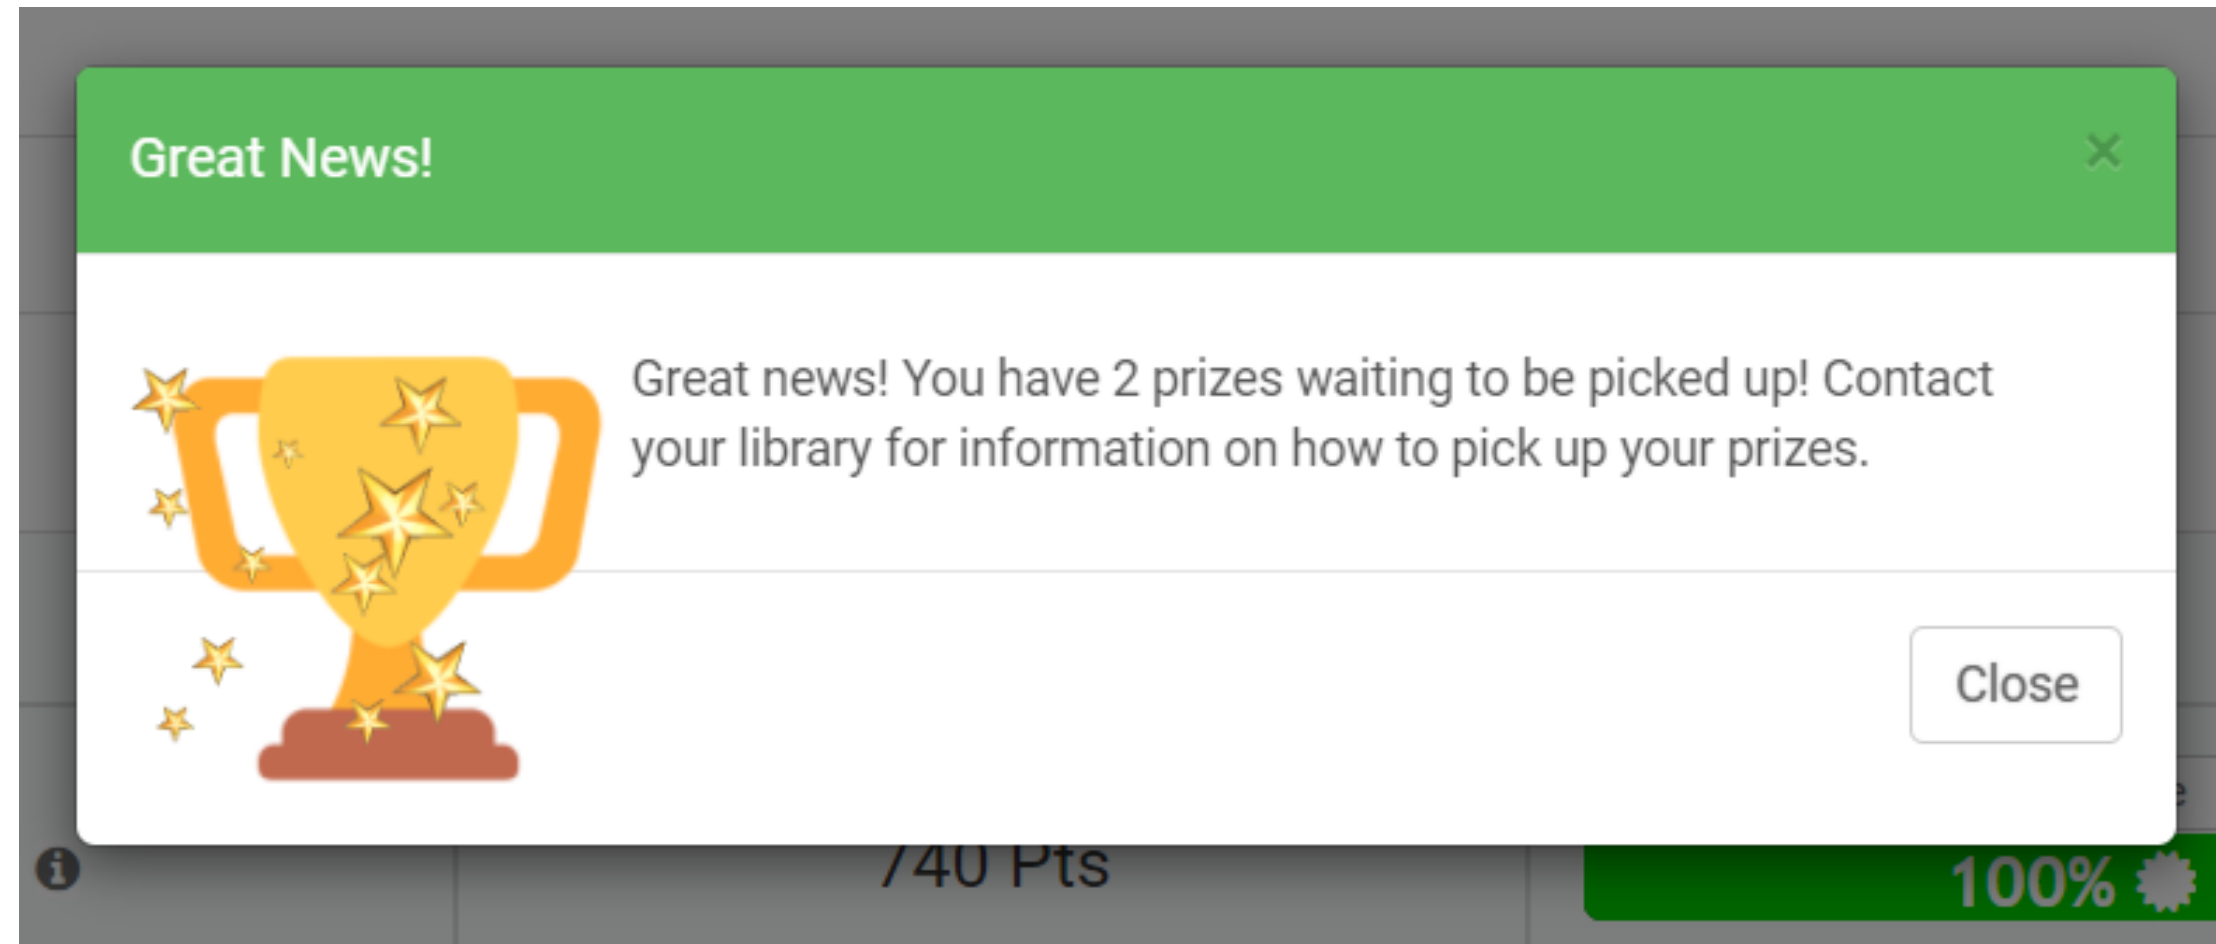 Great News!
×
Great news! You have 2 prizes waiting to be picked up! Contact
your library for information on how to pick up your prizes.
Close
740 Pts
100%